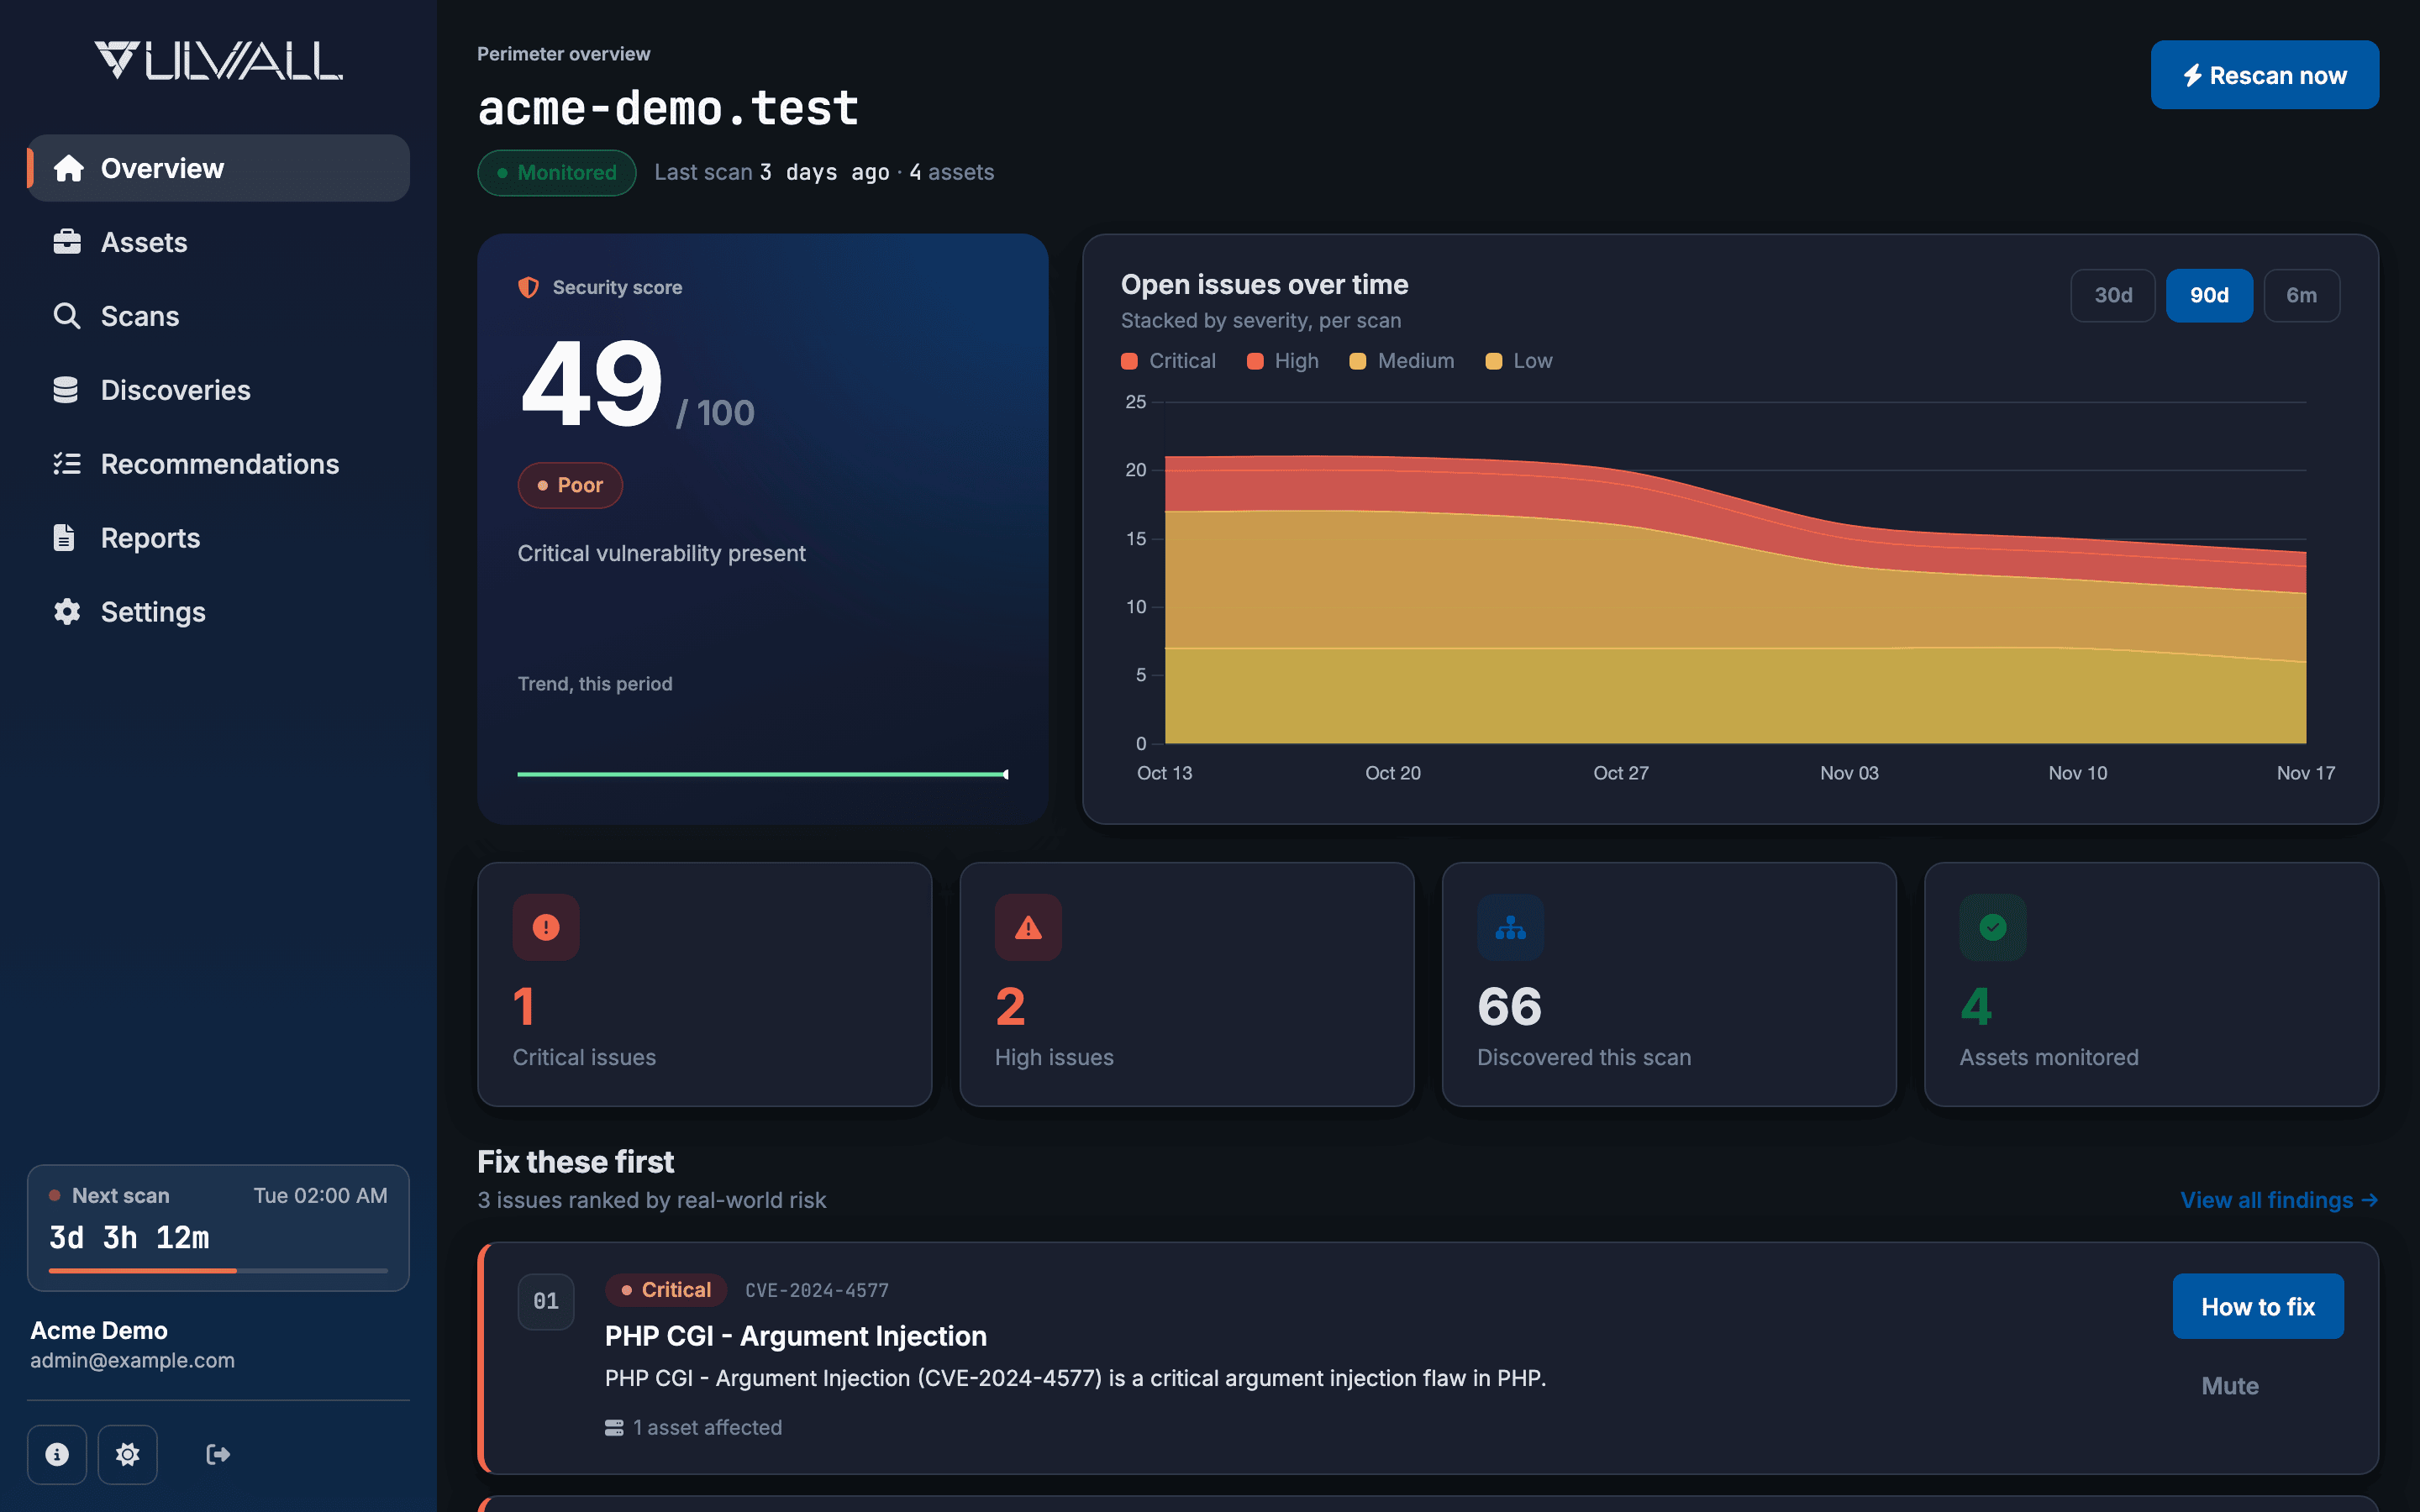 VULVALL
Overview
Assets
Scans
Discoveries
Recommendations
Reports
Settings
Next scan Tue 02:00 AM
3d 3h 12m
Acme Demo
admin@example.com
Perimeter overview
acme-demo.test
Monitored Last scan 3 days ago · 4 assets
Rescan now
Security score
49 / 100
Poor
Critical vulnerability present
Trend, this period
Open issues over time
Stacked by severity, per scan
30d 90d 6m
Critical High Medium Low
25
20
15
10
5
0
Oct 13 Oct 20 Oct 27 Nov 03 Nov 10 Nov 17
1
Critical issues
2
High issues
66
Discovered this scan
4
Assets monitored
Fix these first
3 issues ranked by real-world risk
View all findings →
01
Critical CVE-2024-4577
PHP CGI - Argument Injection
PHP CGI - Argument Injection (CVE-2024-4577) is a critical argument injection flaw in PHP.
1 asset affected
How to fix
Mute